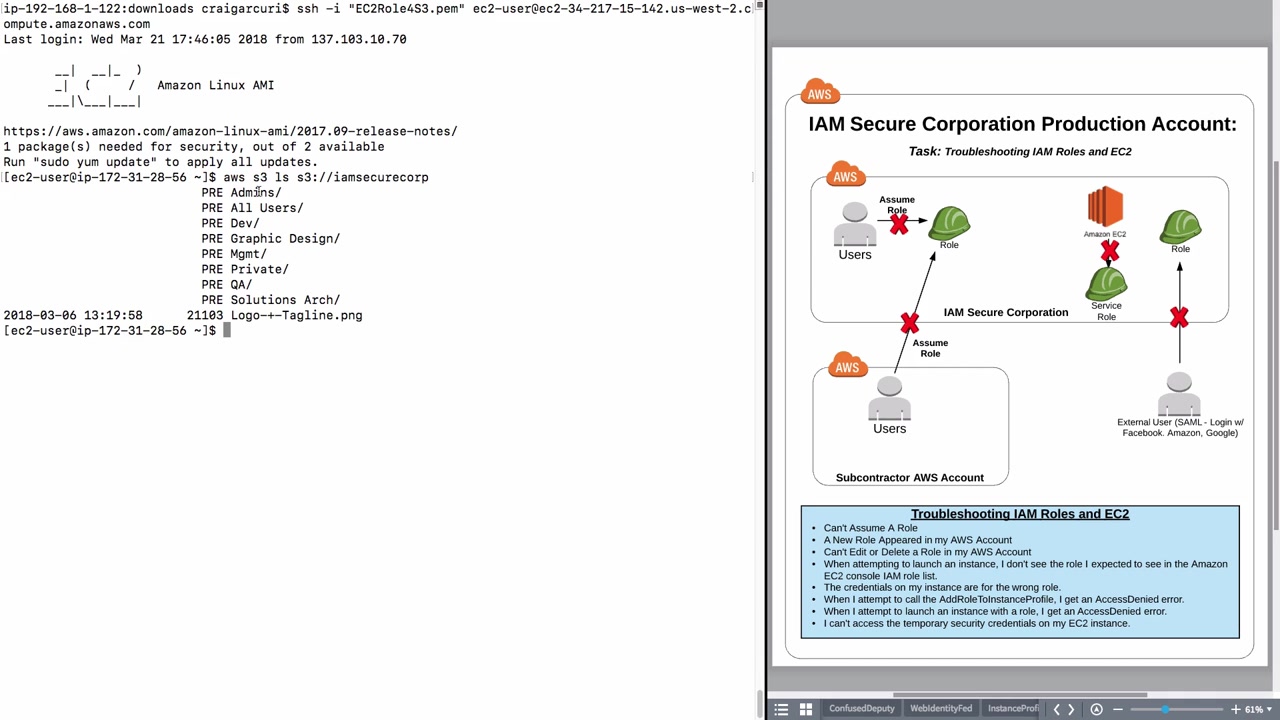 ip-192-168-1-122:downloads craigarcuri$ ssh -i "EC2Role4S3.pem" ec2-user@ec2-34-217-15-142.us-west-2.c
ompute.amazonaws.com
Last login: Wed Mar 21 17:46:05 2018 from 137.103.10.70
__|  __|_  )
_|  (     /   Amazon Linux AMI
___|\___|___|
https://aws.amazon.com/amazon-linux-ami/2017.09-release-notes/
1 package(s) needed for security, out of 2 available
Run "sudo yum update" to apply all updates.
[ec2-user@ip-172-31-28-56 ~]$ aws s3 ls s3://iamsecurecorp
PRE Admins/
PRE All Users/
PRE Dev/
PRE Graphic Design/
PRE Mgmt/
PRE Private/
PRE QA/
PRE Solutions Arch/
2018-03-06 13:19:58      21103 Logo-+-Tagline.png
[ec2-user@ip-172-31-28-56 ~]$
AWS
IAM Secure Corporation Production Account:
Task: Troubleshooting IAM Roles and EC2
AWS
Assume
Role
Users
Role
Amazon EC2
Service
Role
Role
IAM Secure Corporation
Assume
Role
AWS
Users
Subcontractor AWS Account
External User (SAML - Login w/
Facebook. Amazon, Google)
Troubleshooting IAM Roles and EC2
• Can't Assume A Role
• A New Role Appeared in my AWS Account
• Can't Edit or Delete a Role in my AWS Account
• When attempting to launch an instance, I don't see the role I expected to see in the Amazon
EC2 console IAM role list.
• The credentials on my instance are for the wrong role.
• When I attempt to call the AddRoleToInstanceProfile, I get an AccessDenied error.
• When I attempt to launch an instance with a role, I get an AccessDenied error.
• I can't access the temporary security credentials on my EC2 instance.
ConfusedDeputy
WebIdentityFed
InstanceProfi
61%